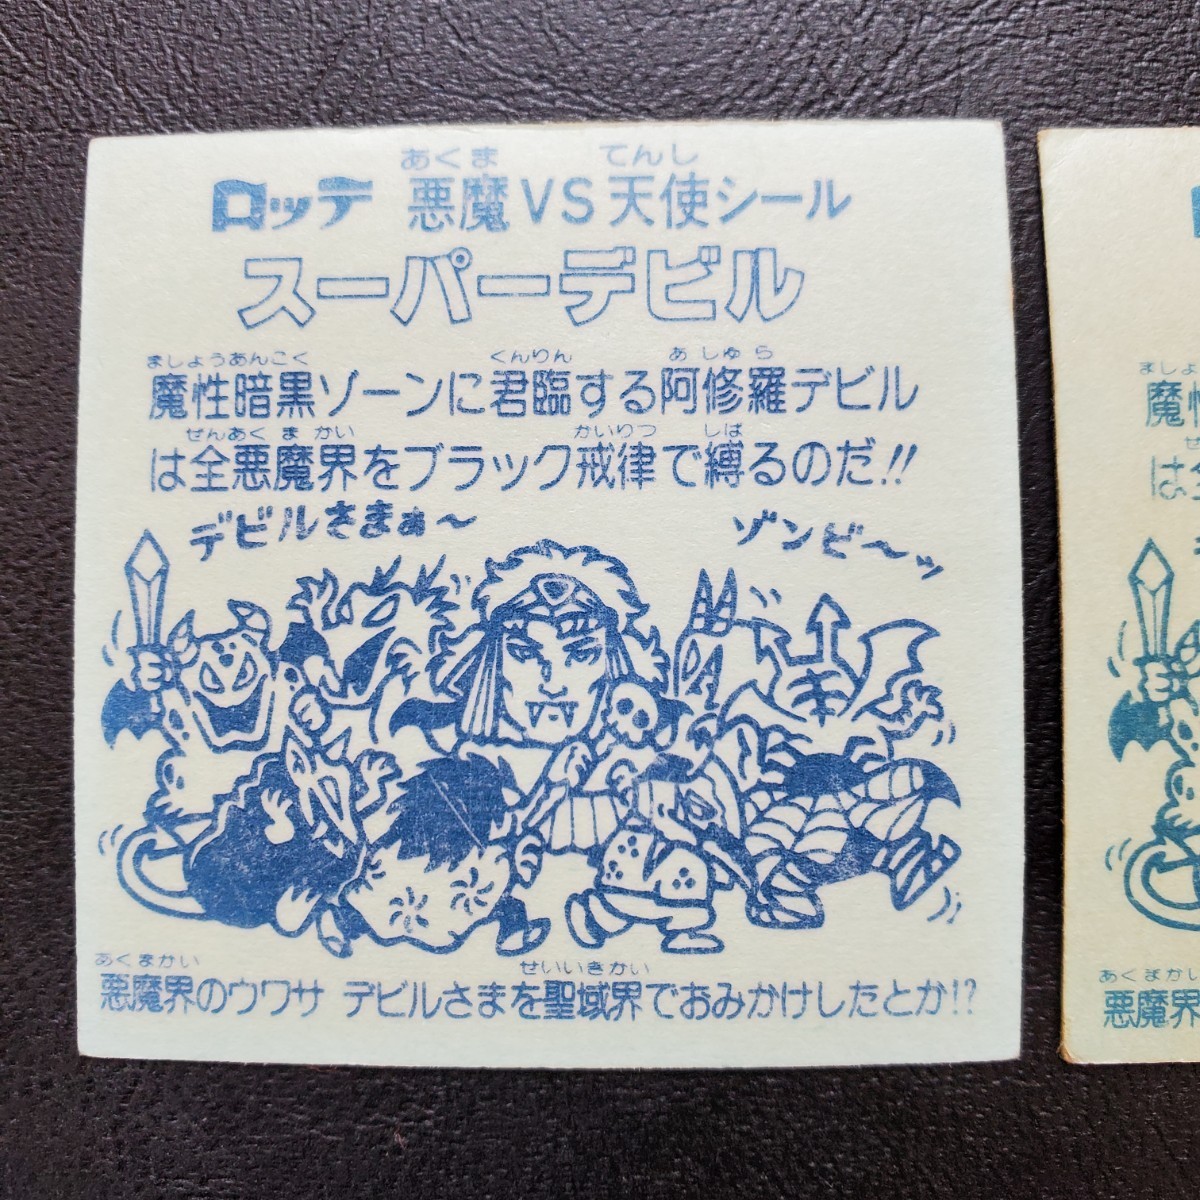 あくま てんし
ロッテ 悪魔VS天使シール
スーパーデビル
ましょうあんこく くんりん あしゅら
魔性暗黒ゾーンに君臨する阿修羅デビル
ぜんあくまかい かいりつ しば
は全悪魔界をブラック戒律で縛るのだ!!
デビルさまぁ〜
ゾンビ〜ッ
あくまかい せいいきかい
悪魔界のウワサ デビルさまを聖域界でおみかけしたとか!?
ましょ
魔性
は全
あくまかい
悪魔界